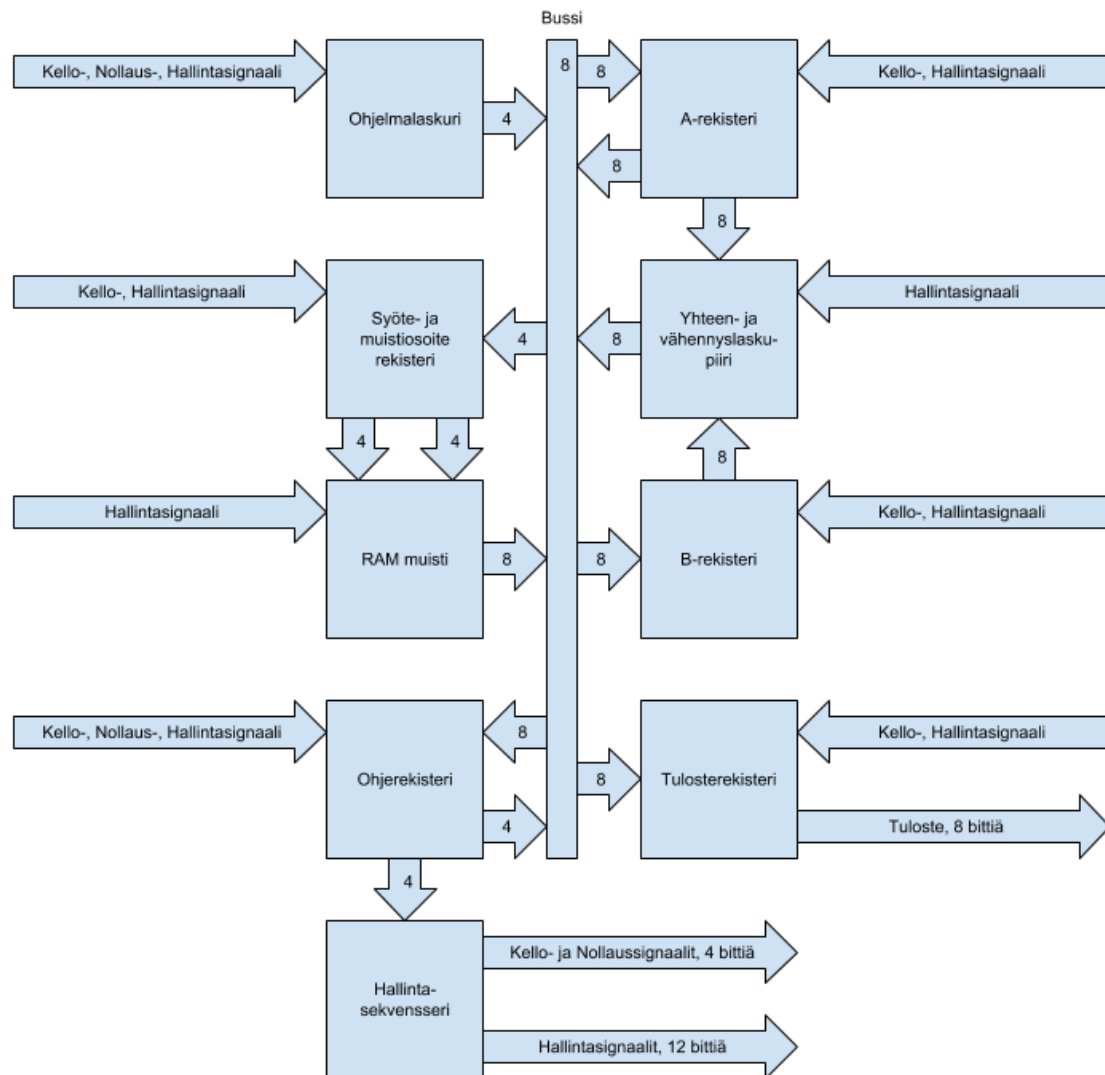 Bussi
Kello-, Nollaus-, Hallintasignaali
Ohjelmalaskuri
4
8
8
8
A-rekisteri
Kello-, Hallintasignaali
8
Kello-, Hallintasignaali
Syöte- ja
muistiosoite
rekisteri
4
8
Yhteen- ja
vähennyslasku-
piiri
Hallintasignaali
4
4
8
Hallintasignaali
RAM muisti
8
8
B-rekisteri
Kello-, Hallintasignaali
Kello-, Nollaus-, Hallintasignaali
Ohjerekisteri
8
4
8
Tulosterekisteri
Kello-, Hallintasignaali
Tuloste, 8 bittiä
4
Hallinta-
sekvensseri
Kello- ja Nollaussignaalit, 4 bittiä
Hallintasignaalit, 12 bittiä